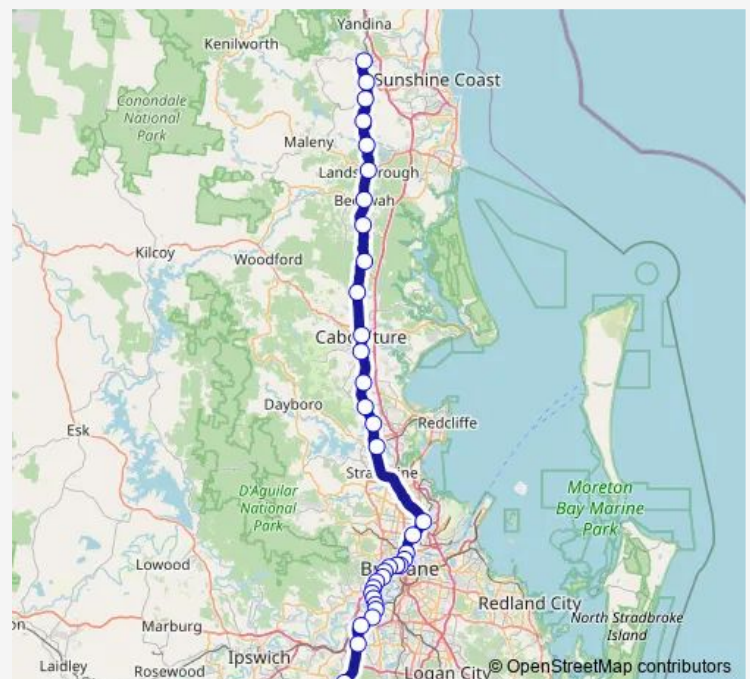 Yandina
Kenilworth
Sunshine Coast
Conondale
National
Park
Maleny
Landsborough
Beerwah
Kilcoy
Woodford
Caboolture
Dayboro
Redcliffe
Esk
Strathpine
D'Aguilar
National
Park
Moreton
Bay Marine
Park
Lowood
Brisbane
Redland City
North Stradbroke
Island
Marburg
Ipswich
Laidley
Rosewood
Logan City
© OpenStreetMap contributors